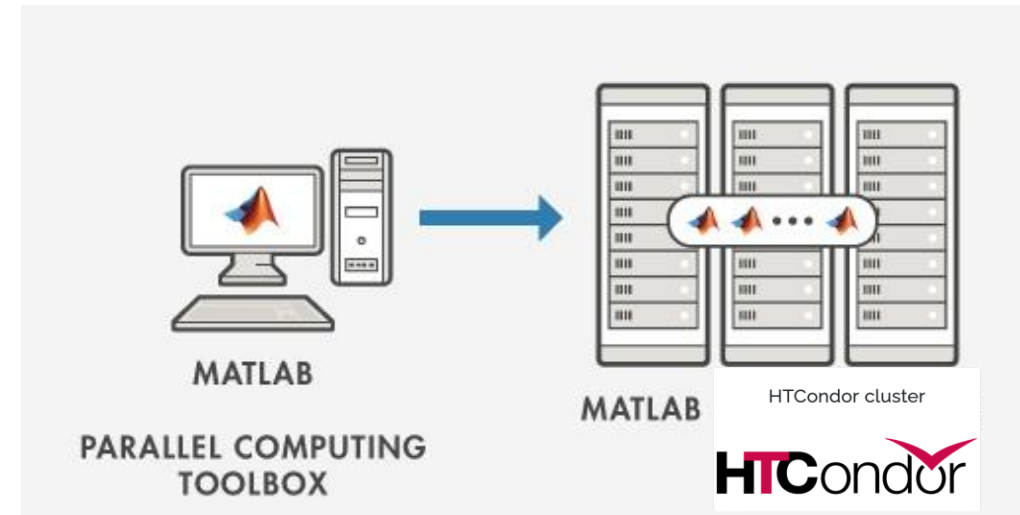 MATLAB
PARALLEL COMPUTING
TOOLBOX
MATLAB
HTCondor cluster
HTCondor